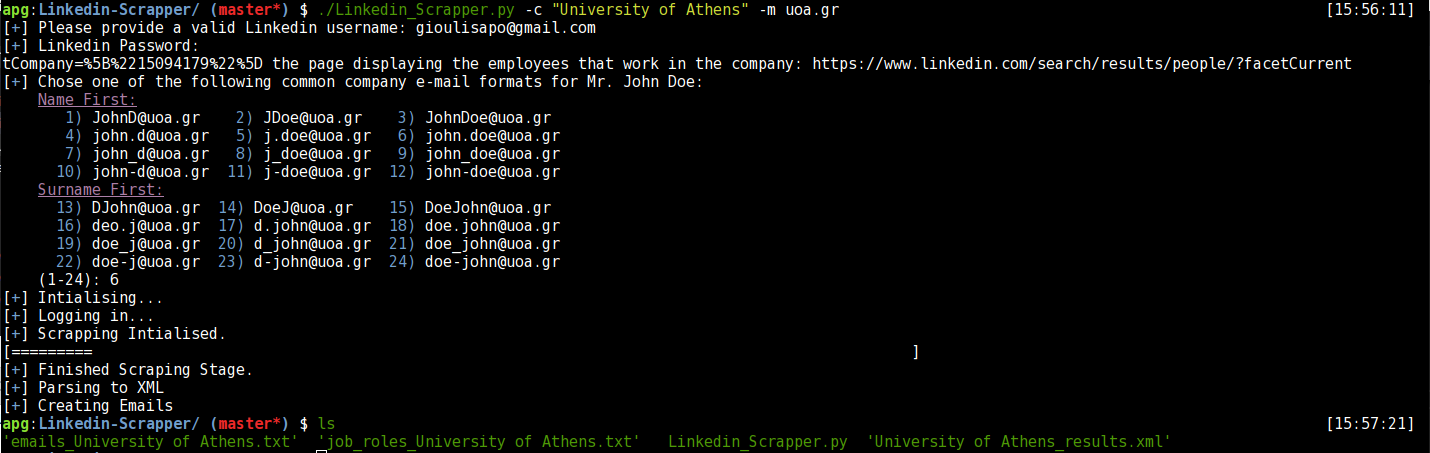 apg:Linkedin-Scrapper/ (master*) $ ./Linkedin_Scrapper.py -c "University of Athens" -m uoa.gr [15:56:11]
[+] Please provide a valid Linkedin username: gioulisapo@gmail.com
[+] Linkedin Password:
tCompany=%5B%2215094179%22%5D the page displaying the employees that work in the company: https://www.linkedin.com/search/results/people/?facetCurrent
[+] Chose one of the following common company e-mail formats for Mr. John Doe:
Name First:
1) JohnD@uoa.gr 2) JDoe@uoa.gr 3) JohnDoe@uoa.gr
4) john.d@uoa.gr 5) j.doe@uoa.gr 6) john.doe@uoa.gr
7) john_d@uoa.gr 8) j_doe@uoa.gr 9) john_doe@uoa.gr
10) john-d@uoa.gr 11) j-doe@uoa.gr 12) john-doe@uoa.gr
Surname First:
13) DJohn@uoa.gr 14) DoeJ@uoa.gr 15) DoeJohn@uoa.gr
16) deo.j@uoa.gr 17) d.john@uoa.gr 18) doe.john@uoa.gr
19) doe_j@uoa.gr 20) d_john@uoa.gr 21) doe_john@uoa.gr
22) doe-j@uoa.gr 23) d-john@uoa.gr 24) doe-john@uoa.gr
(1-24): 6
[+] Intialising...
[+] Logging in...
[+] Scrapping Intialised.
[========= ]
[+] Finished Scraping Stage.
[+] Parsing to XML
[+] Creating Emails
apg:Linkedin-Scrapper/ (master*) $ ls [15:57:21]
'emails_University of Athens.txt' 'job_roles_University of Athens.txt' Linkedin_Scrapper.py 'University of Athens_results.xml'